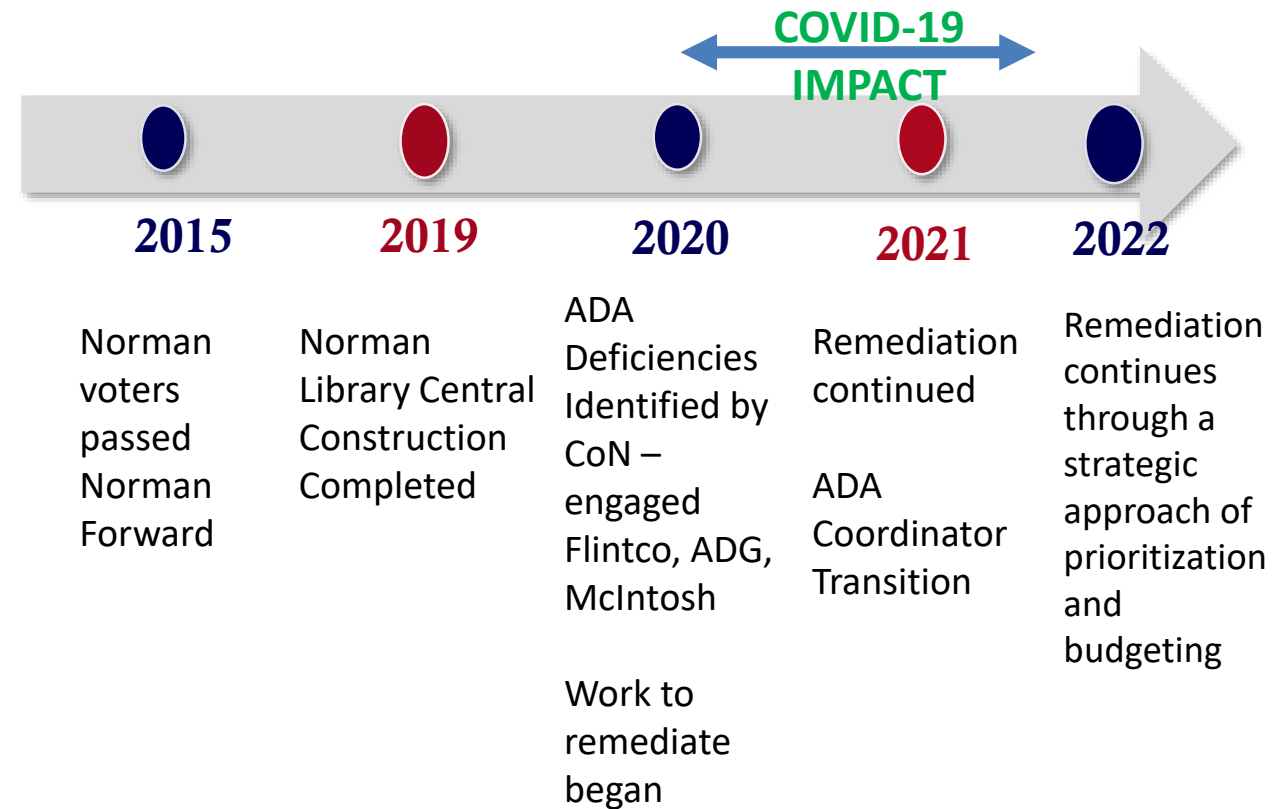 COVID-19
IMPACT
2015
2019
2020
2021
2022
Norman
voters
passed
Norman
Forward
Norman
Library Central
Construction
Completed
ADA
Deficiencies
Identified by
CoN –
engaged
Flintco, ADG,
McIntosh
Work to
remediate
began
Remediation
continued
ADA
Coordinator
Transition
Remediation
continues
through a
strategic
approach of
prioritization
and
budgeting